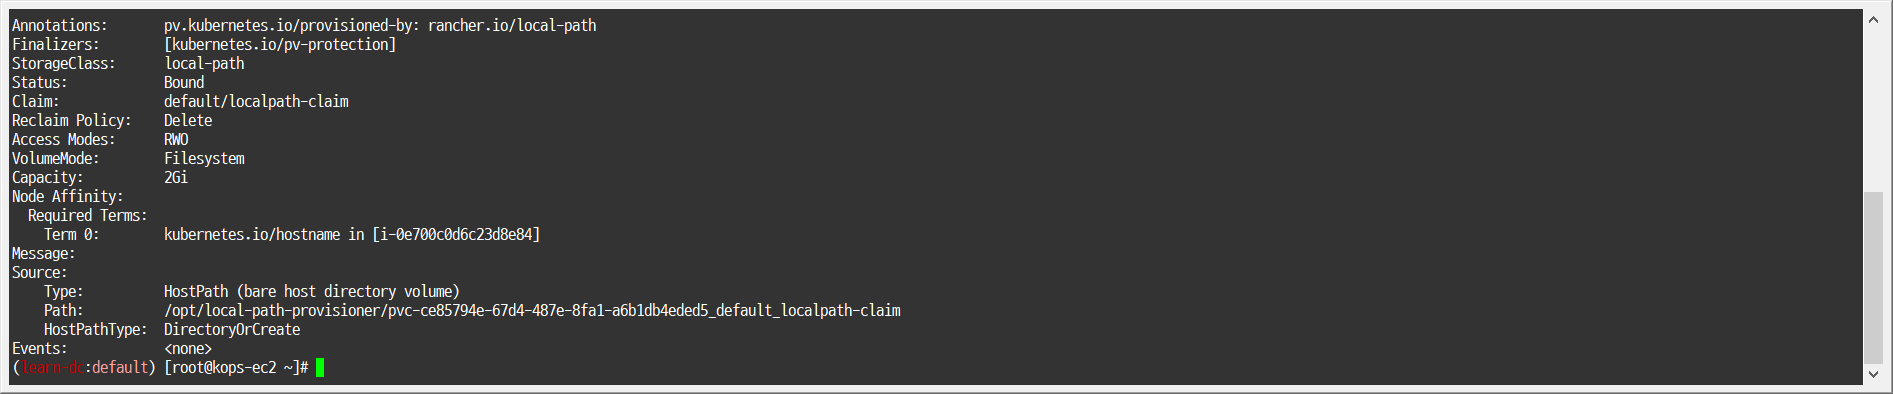 Annotations:       pv.kubernetes.io/provisioned-by: rancher.io/local-path
Finalizers:        [kubernetes.io/pv-protection]
StorageClass:      local-path
Status:            Bound
Claim:             default/localpath-claim
Reclaim Policy:    Delete
Access Modes:      RWO
VolumeMode:        Filesystem
Capacity:          2Gi
Node Affinity:
  Required Terms:
    Term 0:        kubernetes.io/hostname in [i-0e700c0d6c23d8e84]
Message:
Source:
    Type:          HostPath (bare host directory volume)
    Path:          /opt/local-path-provisioner/pvc-ce85794e-67d4-487e-8fa1-a6b1db4eded5_default_localpath-claim
    HostPathType:  DirectoryOrCreate
Events:            <none>
(learn-dc:default) [root@kops-ec2 ~]#